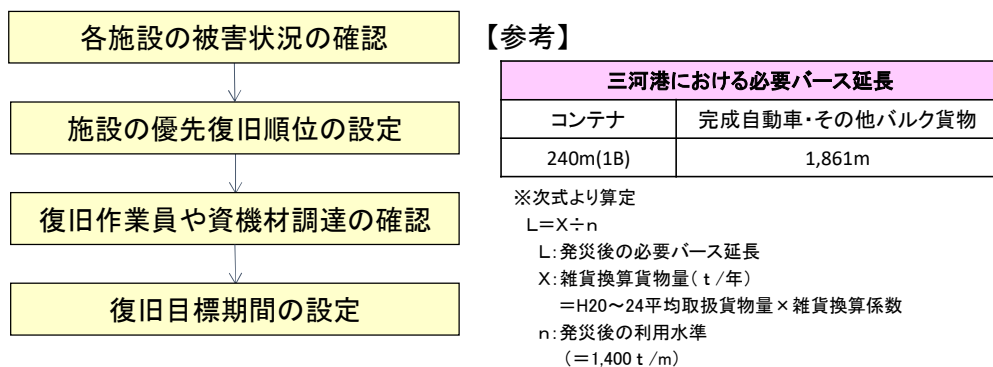 各施設の被害状況の確認
施設の優先復旧順位の設定
復旧作業員や資機材調達の確認
復旧目標期間の設定
【参考】
三河港における必要バース延長
コンテナ 完成自動車・その他バルク貨物
240m(1B) 1,861m
※次式より算定
L=X÷n
L:発災後の必要バース延長
X:雑貨換算貨物量(t/年)
=H20~24平均取扱貨物量×雑貨換算係数
n:発災後の利用水準
(=1,400t/m)